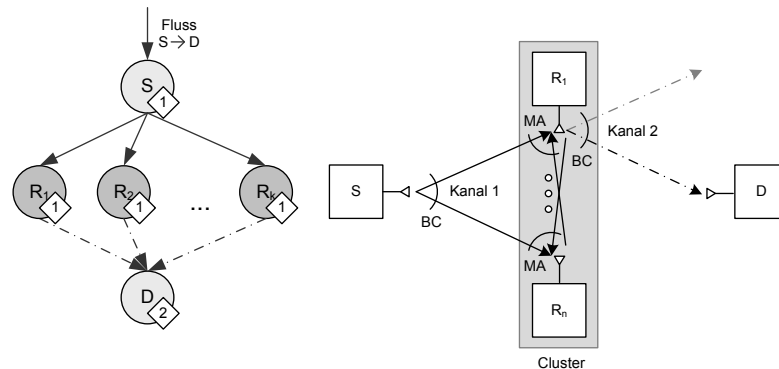 Fluss
S → D
S
1
R1
1
R2
1
...
Rk
1
D
2
R1
MA
Kanal 2
BC
S
Kanal 1
BC
D
MA
Rn
Cluster